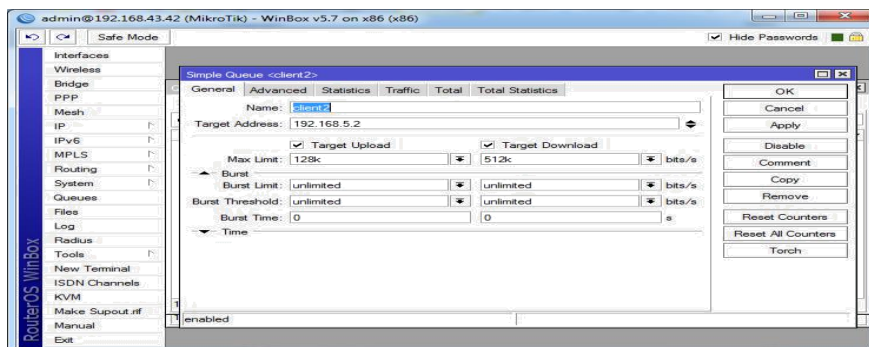 admin@192.168.43.42 (MikroTik) - WinBox v5.7 on x86 (x86)
Safe Mode
Hide Passwords
Interfaces
Wireless
Bridge
PPP
Mesh
IP
IPv6
MPLS
Routing
System
Queues
Files
Log
Radius
Tools
New Terminal
ISDN Channels
KVM
Make Supout.rif
Manual
Exit
RouterOS WinBox
Simple Queue <client2>
General Advanced Statistics Traffic Total Total Statistics
Name: client2
Target Address: 192.168.5.2
Target Upload Target Download
Max Limit: 128k 512k bits/s
Burst
Burst Limit: unlimited unlimited bits/s
Burst Threshold: unlimited unlimited bits/s
Burst Time: 0 0 s
Time
enabled
OK
Cancel
Apply
Disable
Comment
Copy
Remove
Reset Counters
Reset All Counters
Torch